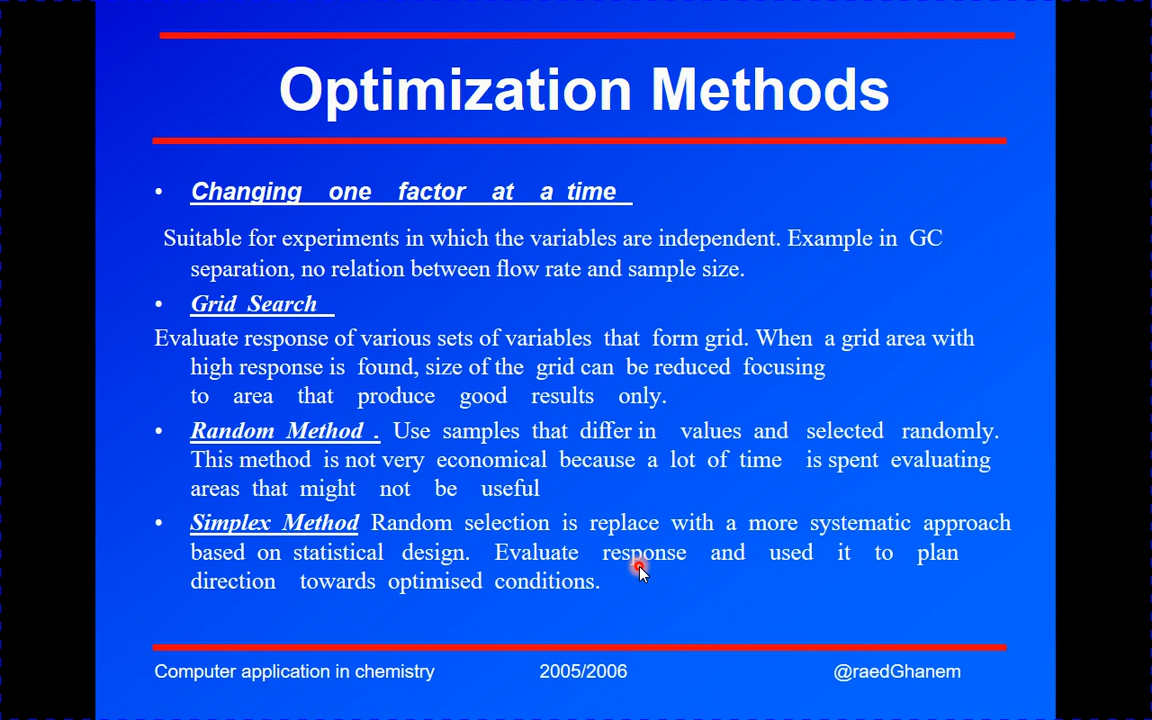 Optimization Methods
• Changing one factor at a time
Suitable for experiments in which the variables are independent. Example in GC
separation, no relation between flow rate and sample size.
• Grid Search
Evaluate response of various sets of variables that form grid. When a grid area with
high response is found, size of the grid can be reduced focusing
to area that produce good results only.
• Random Method . Use samples that differ in values and selected randomly.
This method is not very economical because a lot of time is spent evaluating
areas that might not be useful
• Simplex Method Random selection is replace with a more systematic approach
based on statistical design. Evaluate response and used it to plan
direction towards optimised conditions.
Computer application in chemistry 2005/2006 @raedGhanem